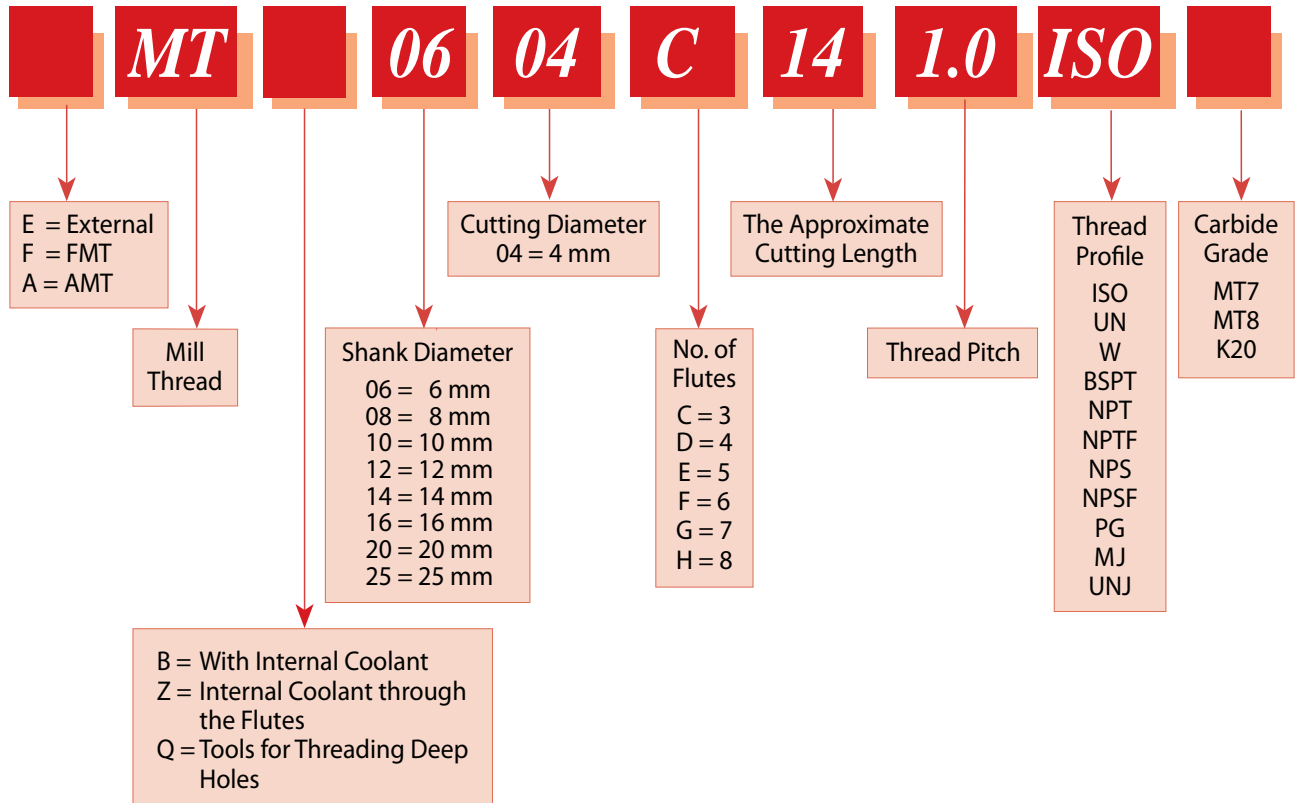 MT 06 04 C 14 1.0 ISO
E = External
F = FMT
A = AMT
Mill
Thread
B = With Internal Coolant
Z = Internal Coolant through
the Flutes
Q = Tools for Threading Deep
Holes
Shank Diameter
06 = 6 mm
08 = 8 mm
10 = 10 mm
12 = 12 mm
14 = 14 mm
16 = 16 mm
20 = 20 mm
25 = 25 mm
Cutting Diameter
04 = 4 mm
No. of
Flutes
C = 3
D = 4
E = 5
F = 6
G = 7
H = 8
The Approximate
Cutting Length
Thread Pitch
Thread
Profile
ISO
UN
W
BSPT
NPT
NPTF
NPS
NPSF
PG
MJ
UNJ
Carbide
Grade
MT7
MT8
K20